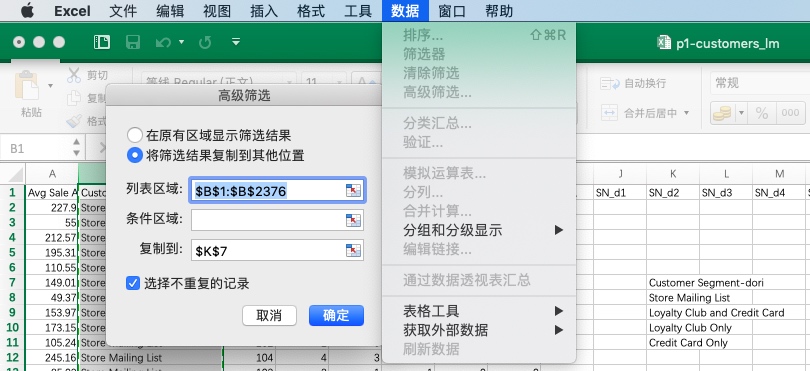 Excel 文件 编辑 视图 插入 格式 工具 数据 窗口 帮助
p1-customers_lm
剪切
粘贴
等线 Regular (正文)
11
自动换行
合并后居中
常规
%
000
B1
高级筛选
在原有区域显示筛选结果
将筛选结果复制到其他位置
列表区域: $B$1:$B$2376
条件区域:
复制到: $K$7
选择不重复的记录
取消 确定
排序... ⇧⌘R
筛选器
清除筛选
高级筛选...
分类汇总...
验证...
模拟运算表...
分列...
合并计算...
分组和分级显示
编辑链接...
通过数据透视表汇总
表格工具
获取外部数据
刷新数据
A J K L M
1 Avg Sale A SN_d1 SN_d2 SN_d3 SN_d4
2 227.9 Store
3 55 Store
4 212.57 Store
5 195.31 Store
6 110.55 Store
7 149.01 Store Customer Segment-dori
8 49.37 Store Store Mailing List
9 153.97 Store Loyalty Club and Credit Card
10 173.15 Store Loyalty Club Only
11 105.24 Store Credit Card Only
12 245.16 Store Mailing List 104 4 3